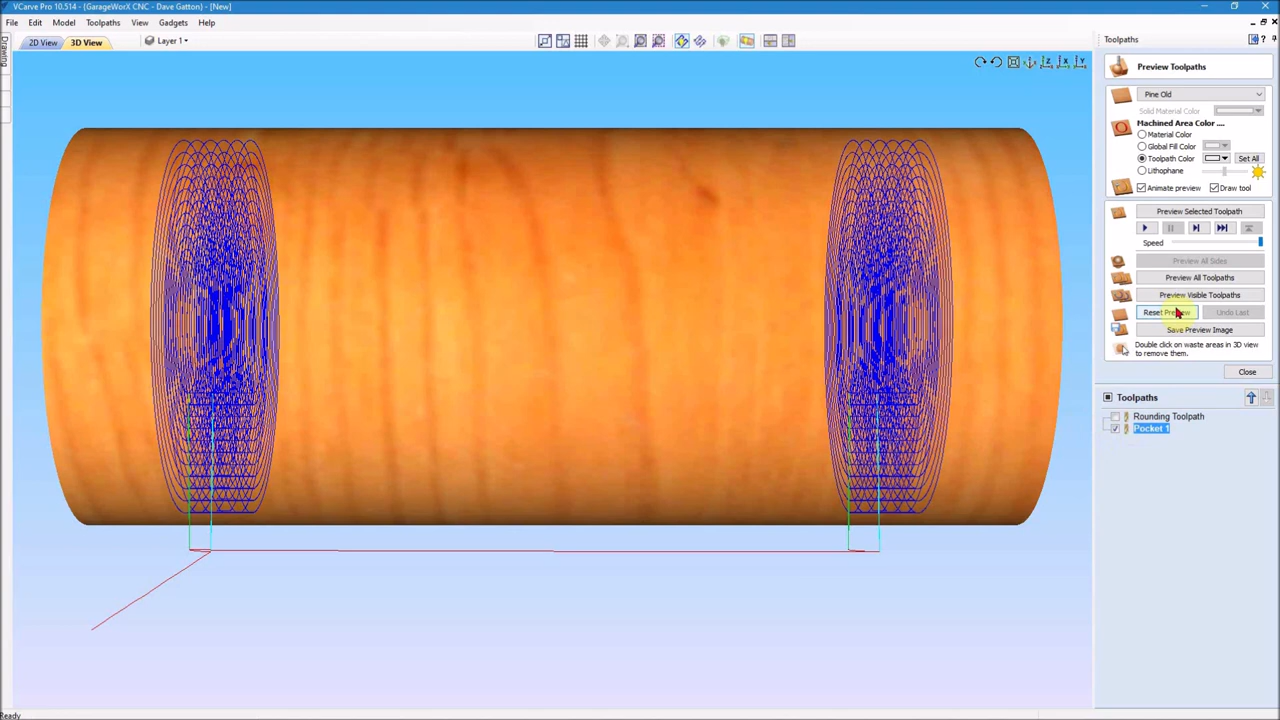 VCarve Pro 10.514 - {GarageWorX CNC - Dave Gatton} - [New]
File Edit Model Toolpaths View Gadgets Help
2D View 3D View Layer 1
Drawing
Toolpaths
Preview Toolpaths
Pine Old
Solid Material Color
Machined Area Color ....
Material Color
Global Fill Color
Toolpath Color Set All
Lithophane
Animate preview Draw tool
Preview Selected Toolpath
Speed
Preview All Sides
Preview All Toolpaths
Preview Visible Toolpaths
Reset Preview Undo Last
Save Preview Image
Double click on waste areas in 3D view
to remove them.
Close
Toolpaths
Rounding Toolpath
Pocket 1
Ready